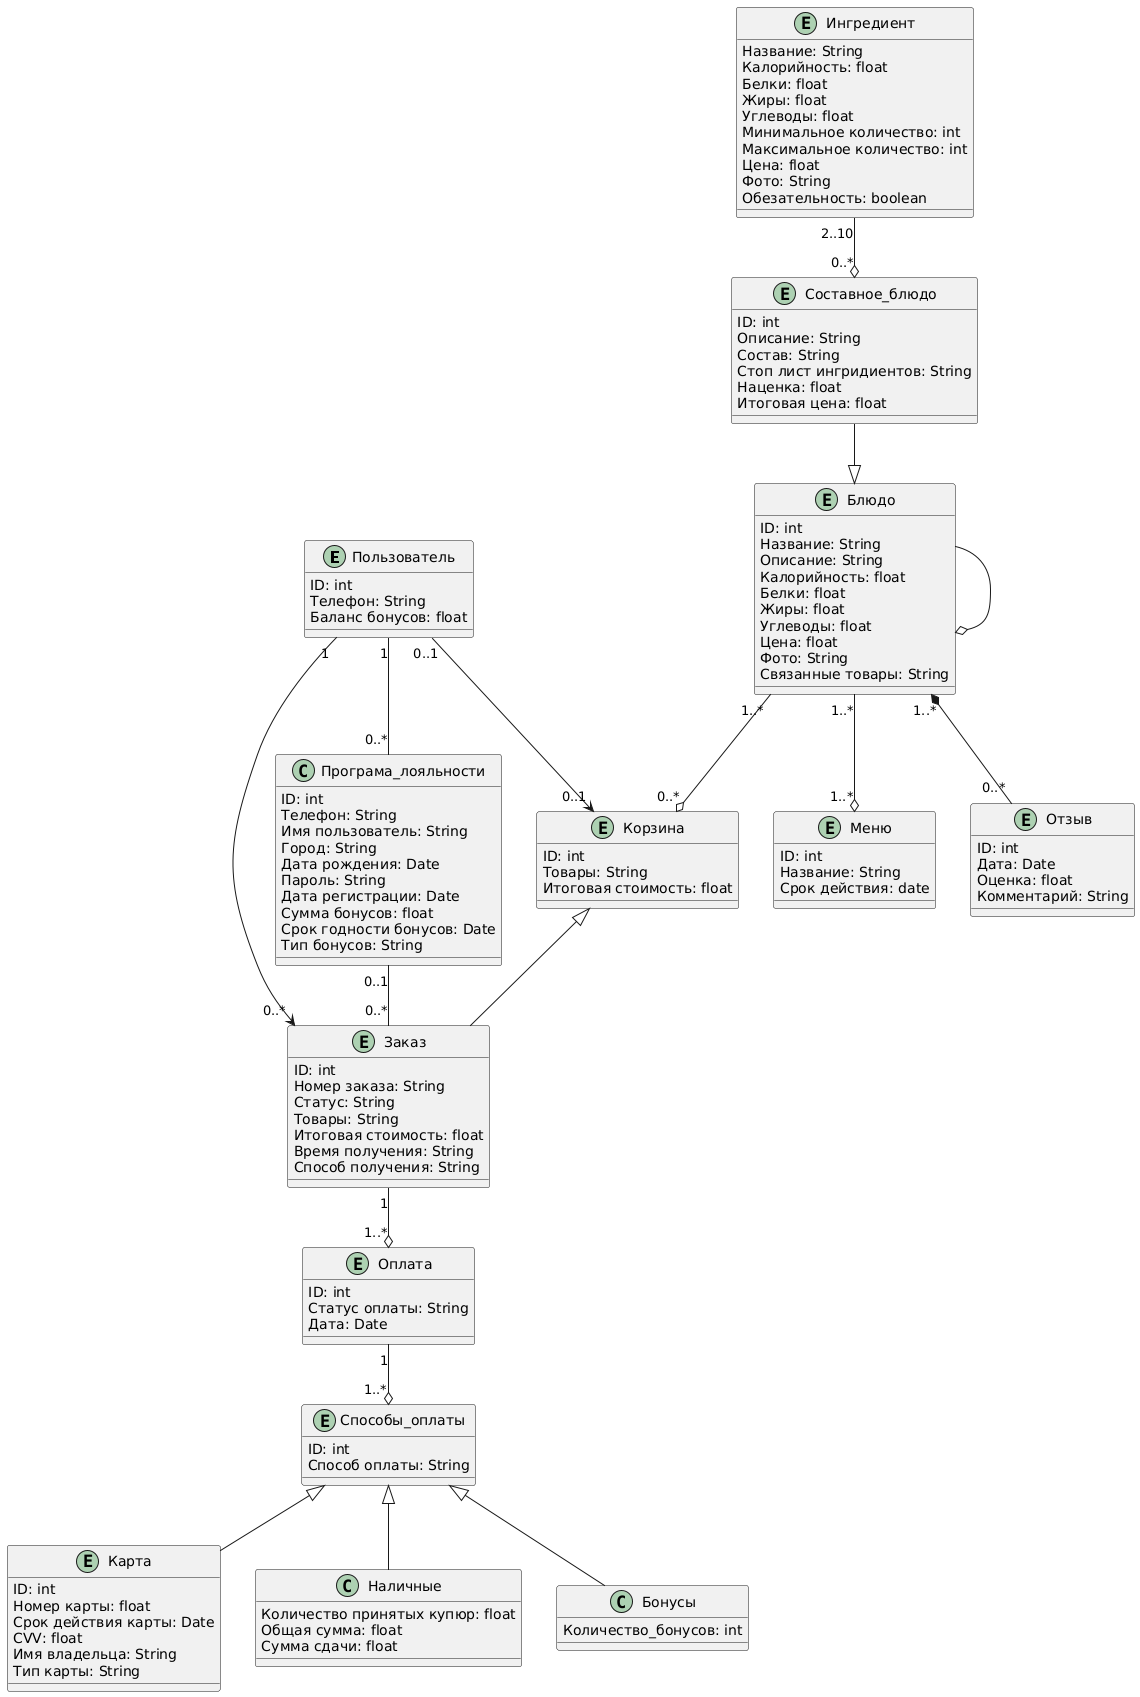 E Ингредиент
Название: String
Калорийность: float
Белки: float
Жиры: float
Углеводы: float
Минимальное количество: int
Максимальное количество: int
Цена: float
Фото: String
Обезательность: boolean
2..10
0..*
E Составное_блюдо
ID: int
Описание: String
Состав: String
Стоп лист ингридиентов: String
Наценка: float
Итоговая цена: float
E Блюдо
ID: int
Название: String
Описание: String
Калорийность: float
Белки: float
Жиры: float
Углеводы: float
Цена: float
Фото: String
Связанные товары: String
E Пользователь
ID: int
Телефон: String
Баланс бонусов: float
1
1
0..1
1..*
1..*
1..*
0..*
0..1
0..*
1..*
0..*
C Програма_лояльности
ID: int
Телефон: String
Имя пользователь: String
Город: String
Дата рождения: Date
Пароль: String
Дата регистрации: Date
Сумма бонусов: float
Срок годности бонусов: Date
Тип бонусов: String
E Корзина
ID: int
Товары: String
Итоговая стоимость: float
E Меню
ID: int
Название: String
Срок действия: date
E Отзыв
ID: int
Дата: Date
Оценка: float
Комментарий: String
0..1
0..*
0..*
E Заказ
ID: int
Номер заказа: String
Статус: String
Товары: String
Итоговая стоимость: float
Время получения: String
Способ получения: String
1
1..*
E Оплата
ID: int
Статус оплаты: String
Дата: Date
1
1..*
E Способы_оплаты
ID: int
Способ оплаты: String
E Карта
ID: int
Номер карты: float
Срок действия карты: Date
CVV: float
Имя владельца: String
Тип карты: String
C Наличные
Количество принятых купюр: float
Общая сумма: float
Сумма сдачи: float
C Бонусы
Количество_бонусов: int